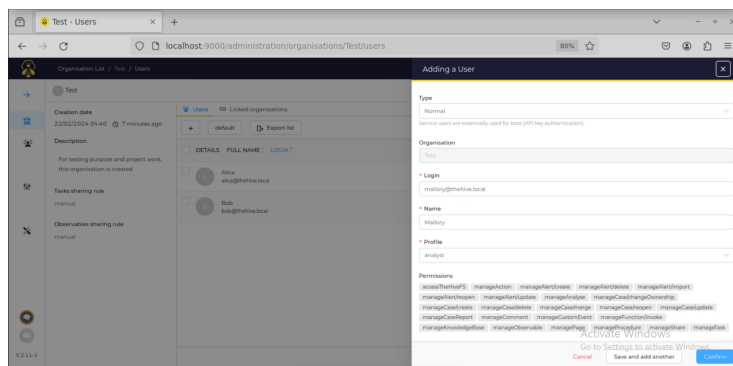 Test - Users
localhost:9000/administration/organisations/Test/users
80%
Organisation List / Test / Users
Test
Creation date
22/02/2024 04:40 7 minutes ago
Description
For testing purpose and project work,
this organisation is created
Tasks sharing rule
manual
Observables sharing rule
manual
5.2.11-1
Users Linked organisations
+ default Export list
DETAILS FULL NAME LOGIN
Alice
alice@thehive.local
Bob
bob@thehive.local
Adding a User
Type
Normal
Service users are essentially used for bots (API key authentication).
Organisation
Test
* Login
mallory@thehive.local
* Name
Mallory
* Profile
analyst
Permissions
accessTheHiveFS manageAction manageAlert/create manageAlert/delete manageAlert/import
manageAlert/reopen manageAlert/update manageAnalyse manageCase/changeOwnership
manageCase/create manageCase/delete manageCase/merge manageCase/reopen manageCase/update
manageCaseReport manageComment manageCustomEvent manageFunction/invoke
manageKnowledgeBase manageObservable managePage manageProcedure manageShare manageTask
Activate Windows
Go to Settings to activate Windows.
Cancel Save and add another Confirm